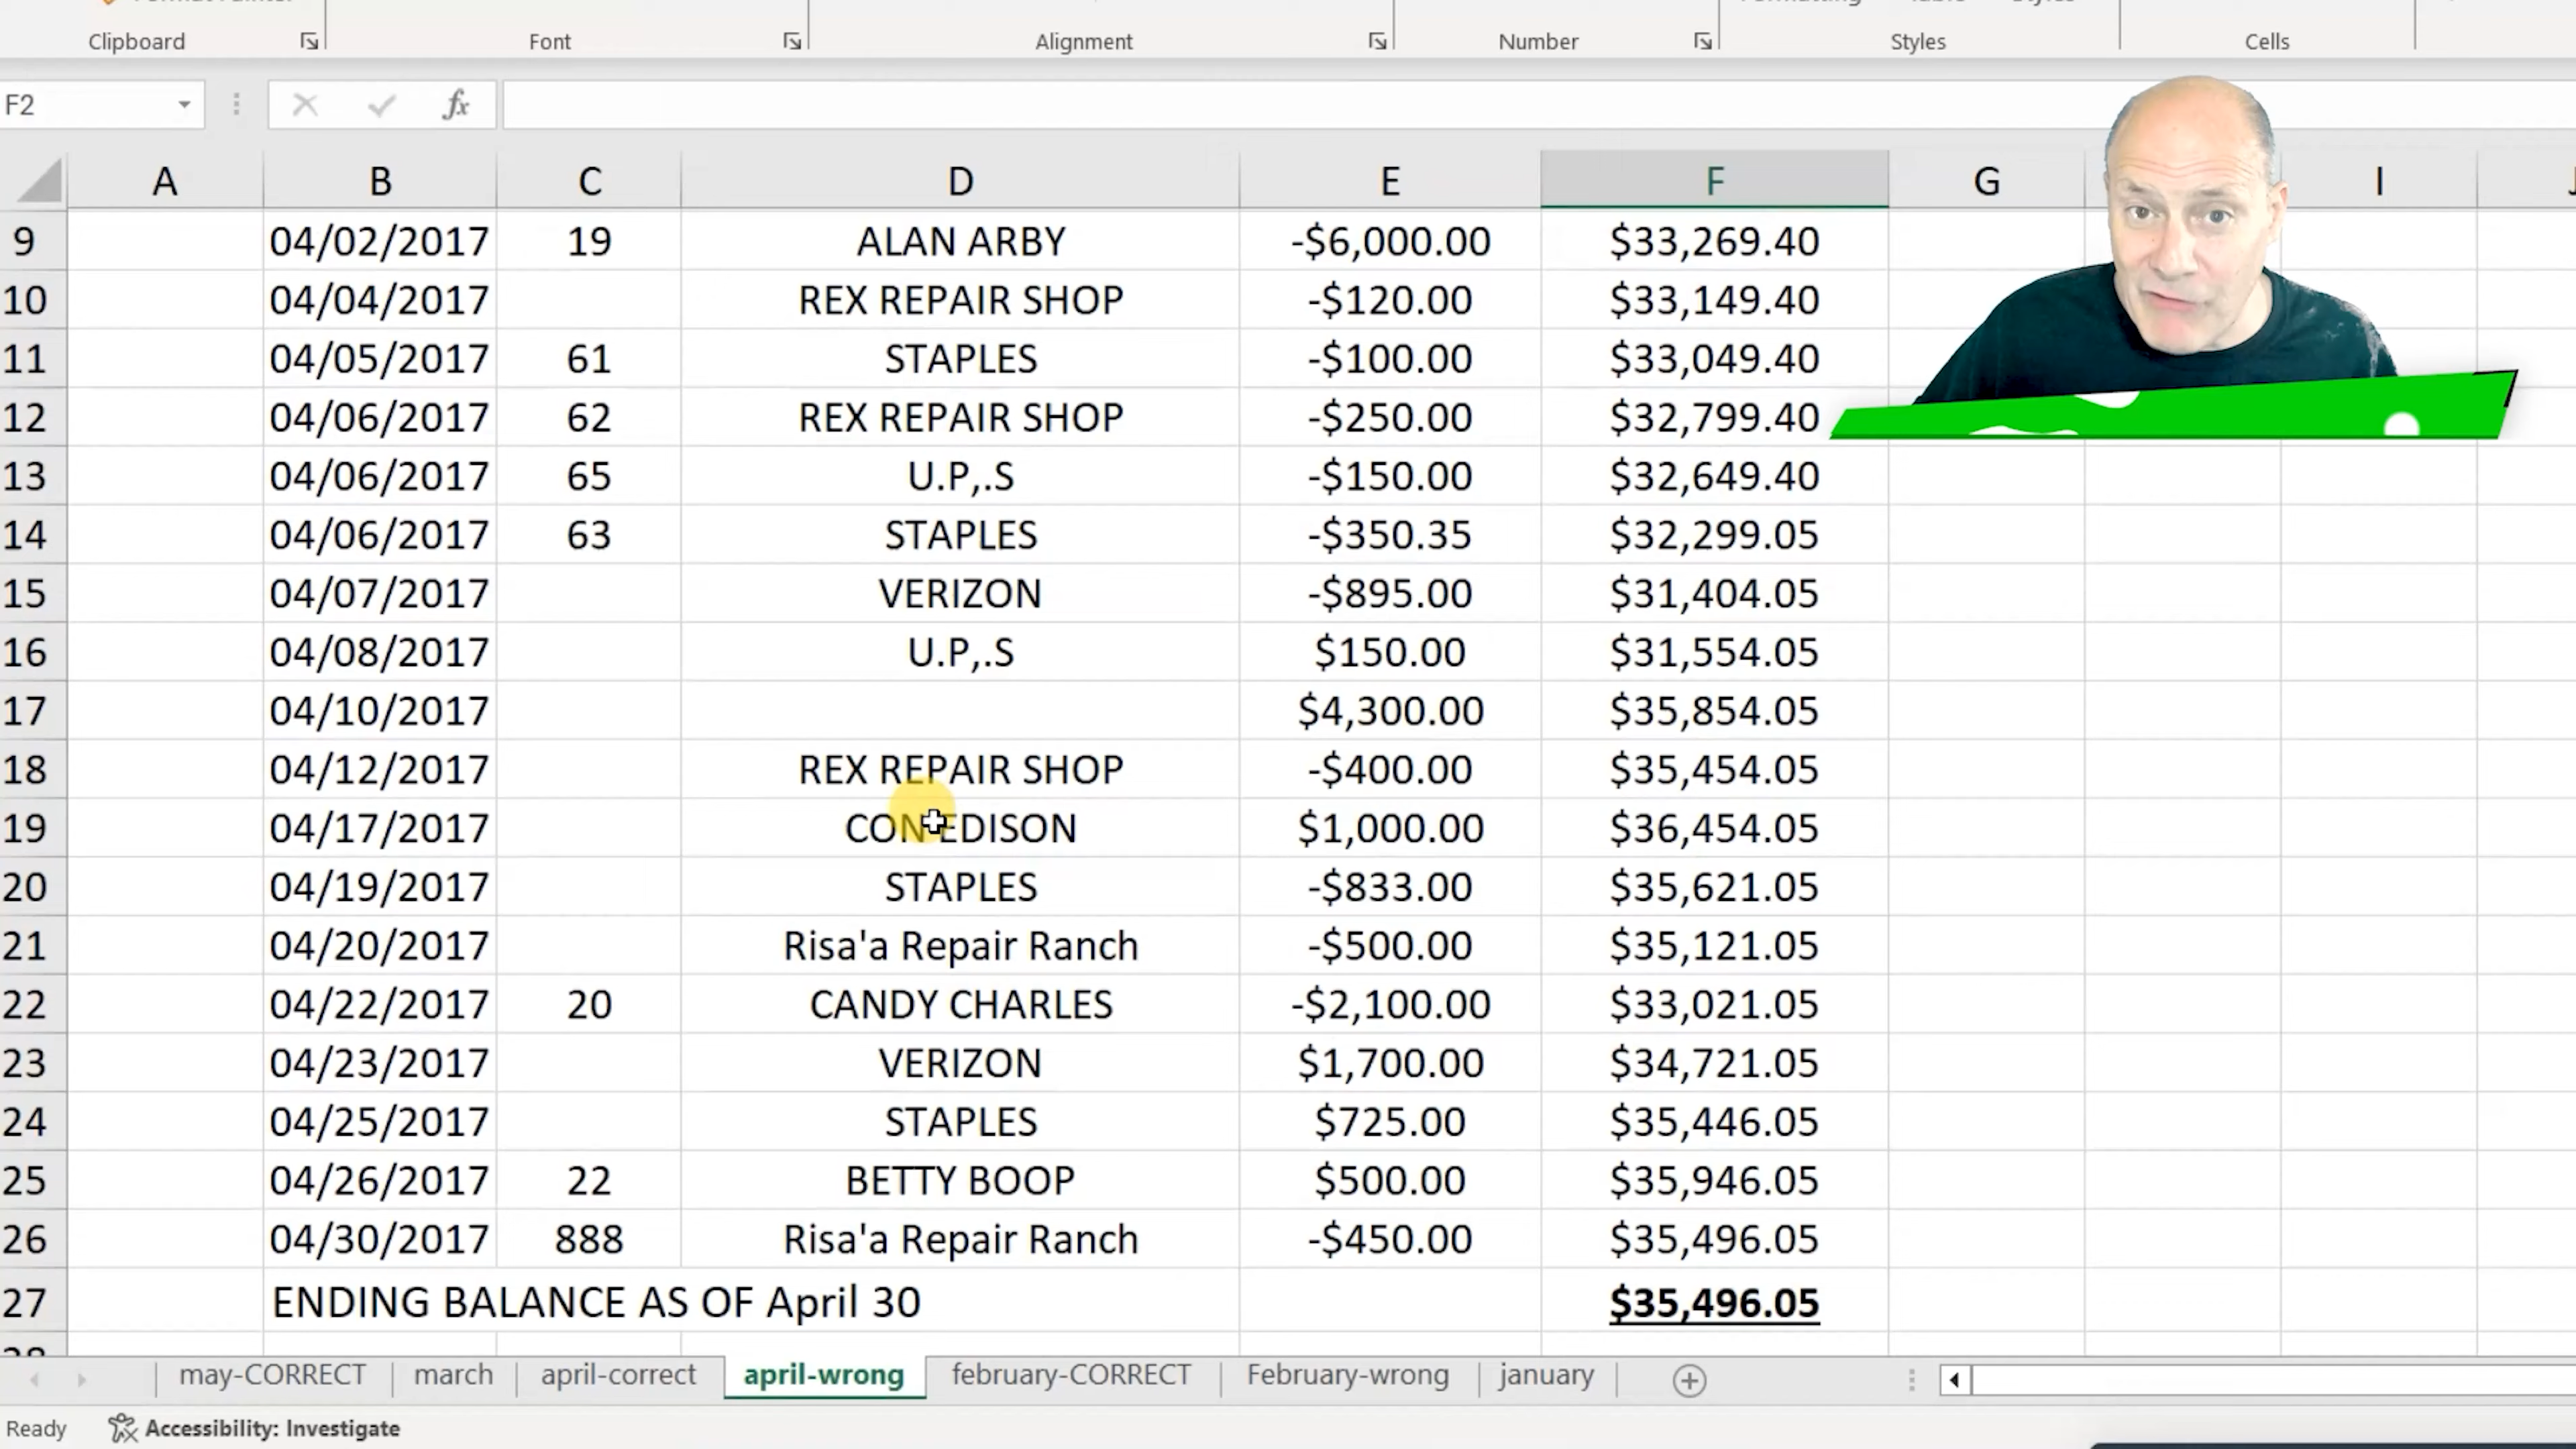 Clipboard Font Alignment Number Styles Cells
F2 fx
A B C D E F G I
9 04/02/2017 19 ALAN ARBY -$6,000.00 $33,269.40
10 04/04/2017 REX REPAIR SHOP -$120.00 $33,149.40
11 04/05/2017 61 STAPLES -$100.00 $33,049.40
12 04/06/2017 62 REX REPAIR SHOP -$250.00 $32,799.40
13 04/06/2017 65 U.P,.S -$150.00 $32,649.40
14 04/06/2017 63 STAPLES -$350.35 $32,299.05
15 04/07/2017 VERIZON -$895.00 $31,404.05
16 04/08/2017 U.P,.S $150.00 $31,554.05
17 04/10/2017 $4,300.00 $35,854.05
18 04/12/2017 REX REPAIR SHOP -$400.00 $35,454.05
19 04/17/2017 CON EDISON $1,000.00 $36,454.05
20 04/19/2017 STAPLES -$833.00 $35,621.05
21 04/20/2017 Risa'a Repair Ranch -$500.00 $35,121.05
22 04/22/2017 20 CANDY CHARLES -$2,100.00 $33,021.05
23 04/23/2017 VERIZON $1,700.00 $34,721.05
24 04/25/2017 STAPLES $725.00 $35,446.05
25 04/26/2017 22 BETTY BOOP $500.00 $35,946.05
26 04/30/2017 888 Risa'a Repair Ranch -$450.00 $35,496.05
27 ENDING BALANCE AS OF April 30 $35,496.05
may-CORRECT march april-correct april-wrong february-CORRECT February-wrong january
Ready Accessibility: Investigate